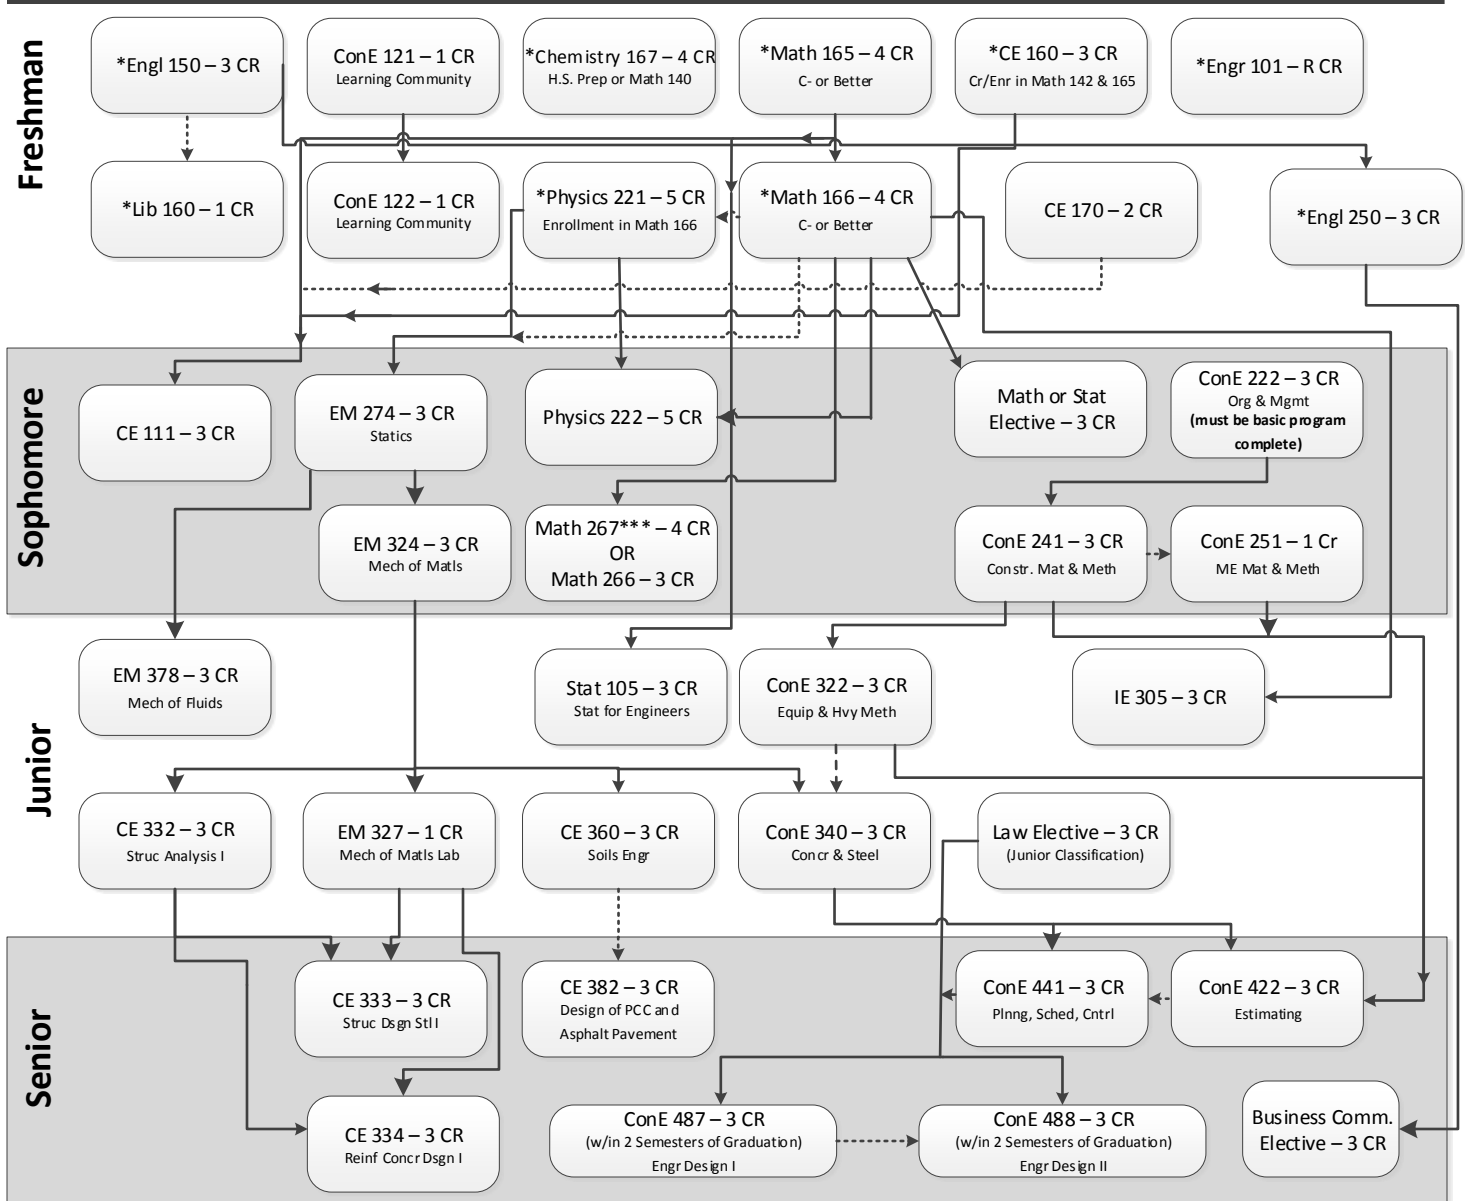 Freshman
*Engl 150 – 3 CR
ConE 121 – 1 CR
Learning Community
*Chemistry 167 – 4 CR
H.S. Prep or Math 140
*Math 165 – 4 CR
C- or Better
*CE 160 – 3 CR
Cr/Enr in Math 142 & 165
*Engr 101 – R CR
*Lib 160 – 1 CR
ConE 122 – 1 CR
Learning Community
*Physics 221 – 5 CR
Enrollment in Math 166
*Math 166 – 4 CR
C- or Better
CE 170 – 2 CR
*Engl 250 – 3 CR
Sophomore
CE 111 – 3 CR
EM 274 – 3 CR
Statics
Physics 222 – 5 CR
Math or Stat
Elective – 3 CR
ConE 222 – 3 CR
Org & Mgmt
(must be basic program
complete)
EM 324 – 3 CR
Mech of Matls
Math 267*** – 4 CR
OR
Math 266 – 3 CR
ConE 241 – 3 CR
Constr. Mat & Meth
ConE 251 – 1 Cr
ME Mat & Meth
Junior
EM 378 – 3 CR
Mech of Fluids
Stat 105 – 3 CR
Stat for Engineers
ConE 322 – 3 CR
Equip & Hvy Meth
IE 305 – 3 CR
CE 332 – 3 CR
Struc Analysis I
EM 327 – 1 CR
Mech of Matls Lab
CE 360 – 3 CR
Soils Engr
ConE 340 – 3 CR
Concr & Steel
Law Elective – 3 CR
(Junior Classification)
Senior
CE 333 – 3 CR
Struc Dsgn Stl I
CE 382 – 3 CR
Design of PCC and
Asphalt Pavement
ConE 441 – 3 CR
Plnng, Sched, Cntrl
ConE 422 – 3 CR
Estimating
CE 334 – 3 CR
Reinf Concr Dsgn I
ConE 487 – 3 CR
(w/in 2 Semesters of Graduation)
Engr Design I
ConE 488 – 3 CR
(w/in 2 Semesters of Graduation)
Engr Design II
Business Comm.
Elective – 3 CR